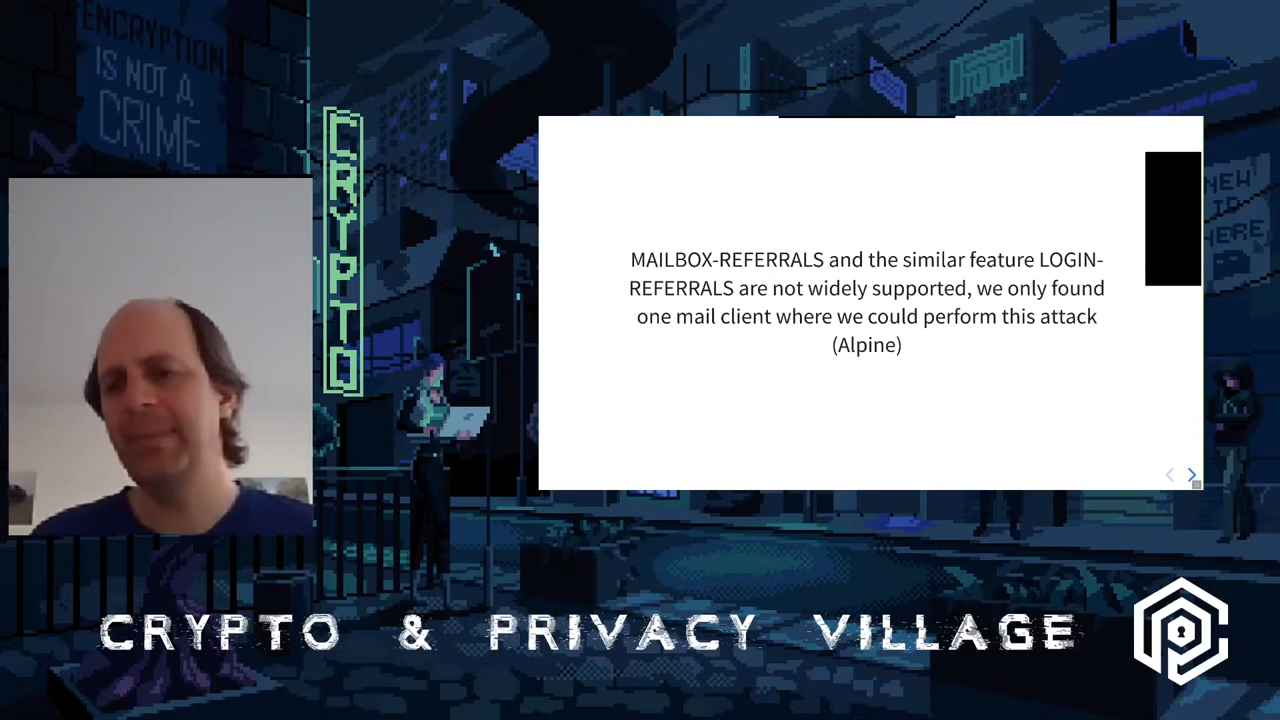 ENCRYPTION
IS NOT A
CRIME
CRYPTO
MAILBOX-REFERRALS and the similar feature LOGIN-
REFERRALS are not widely supported, we only found
one mail client where we could perform this attack
(Alpine)
NEW
TO
HERE
CRYPTO & PRIVACY VILLAGE